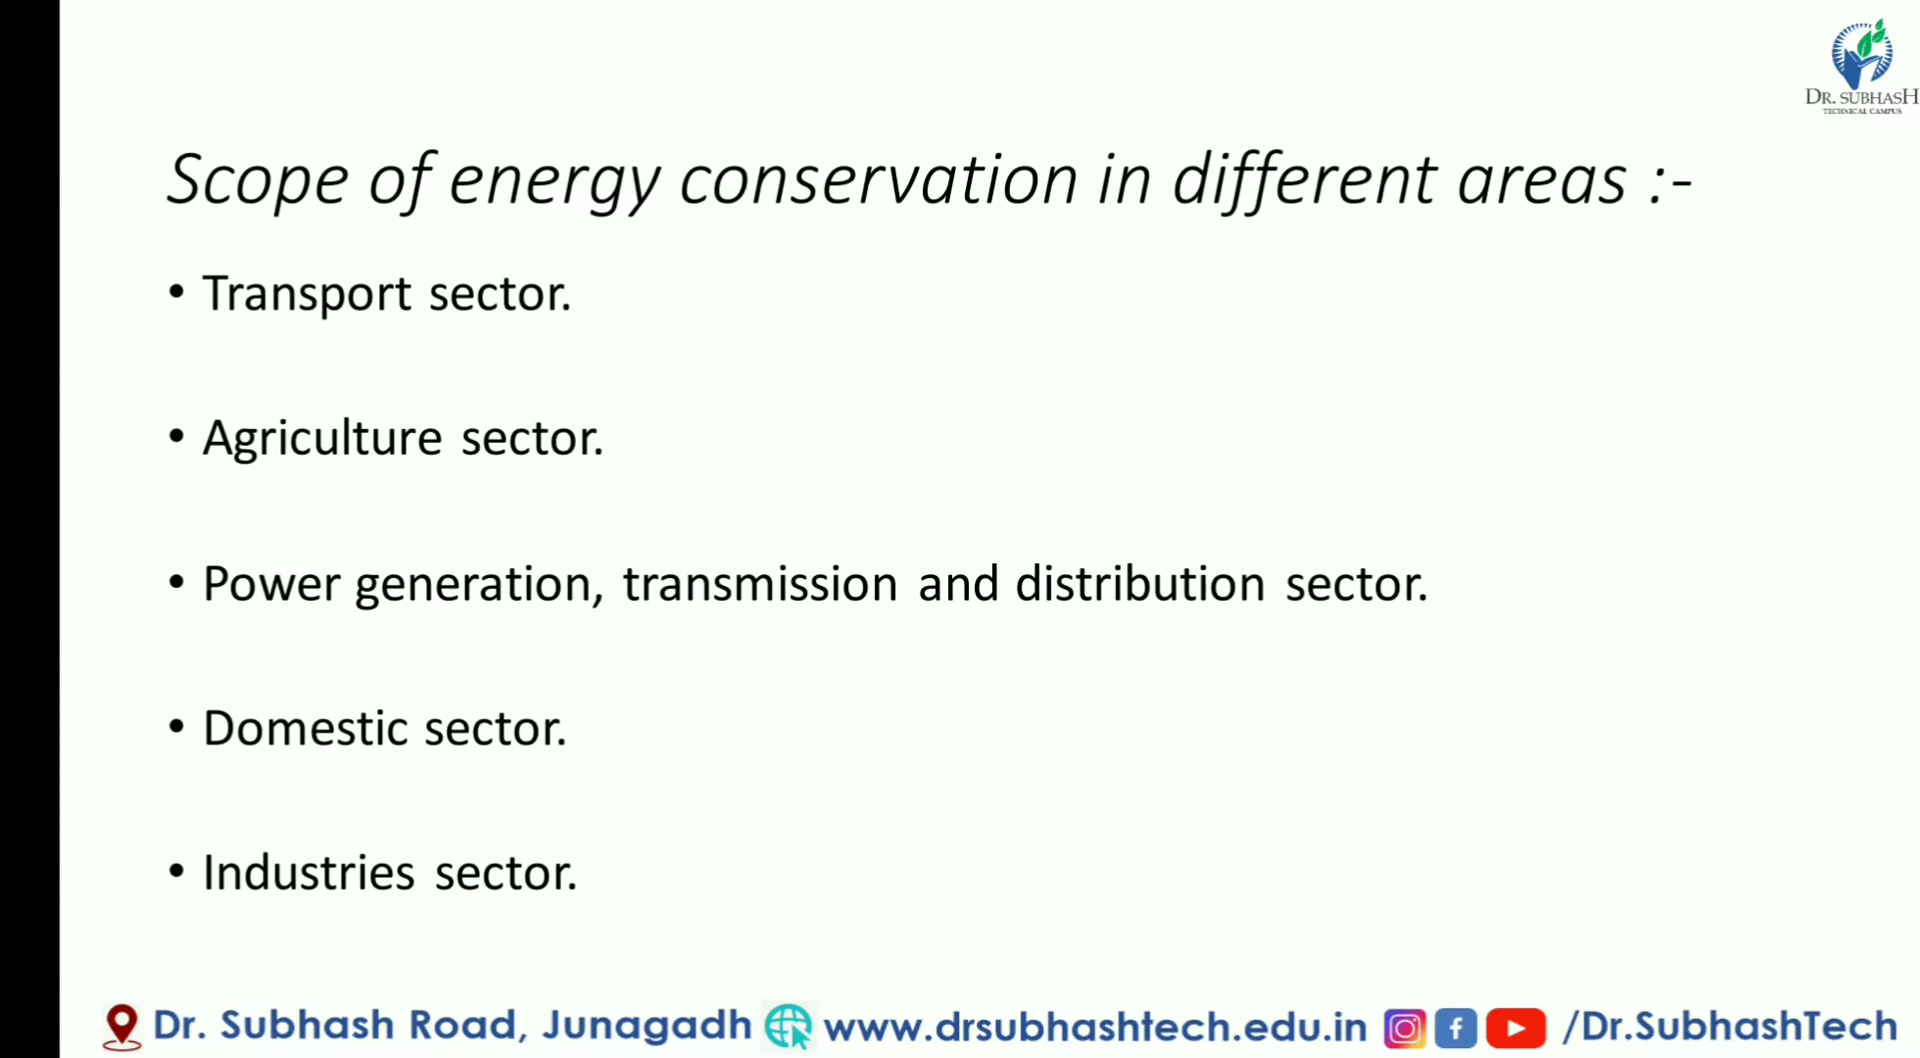 DR. SUBHASH
TECHNICAL CAMPUS
Scope of energy conservation in different areas :-
• Transport sector.
• Agriculture sector.
• Power generation, transmission and distribution sector.
• Domestic sector.
• Industries sector.
Dr. Subhash Road, Junagadh www.drsubhashtech.edu.in /Dr.SubhashTech